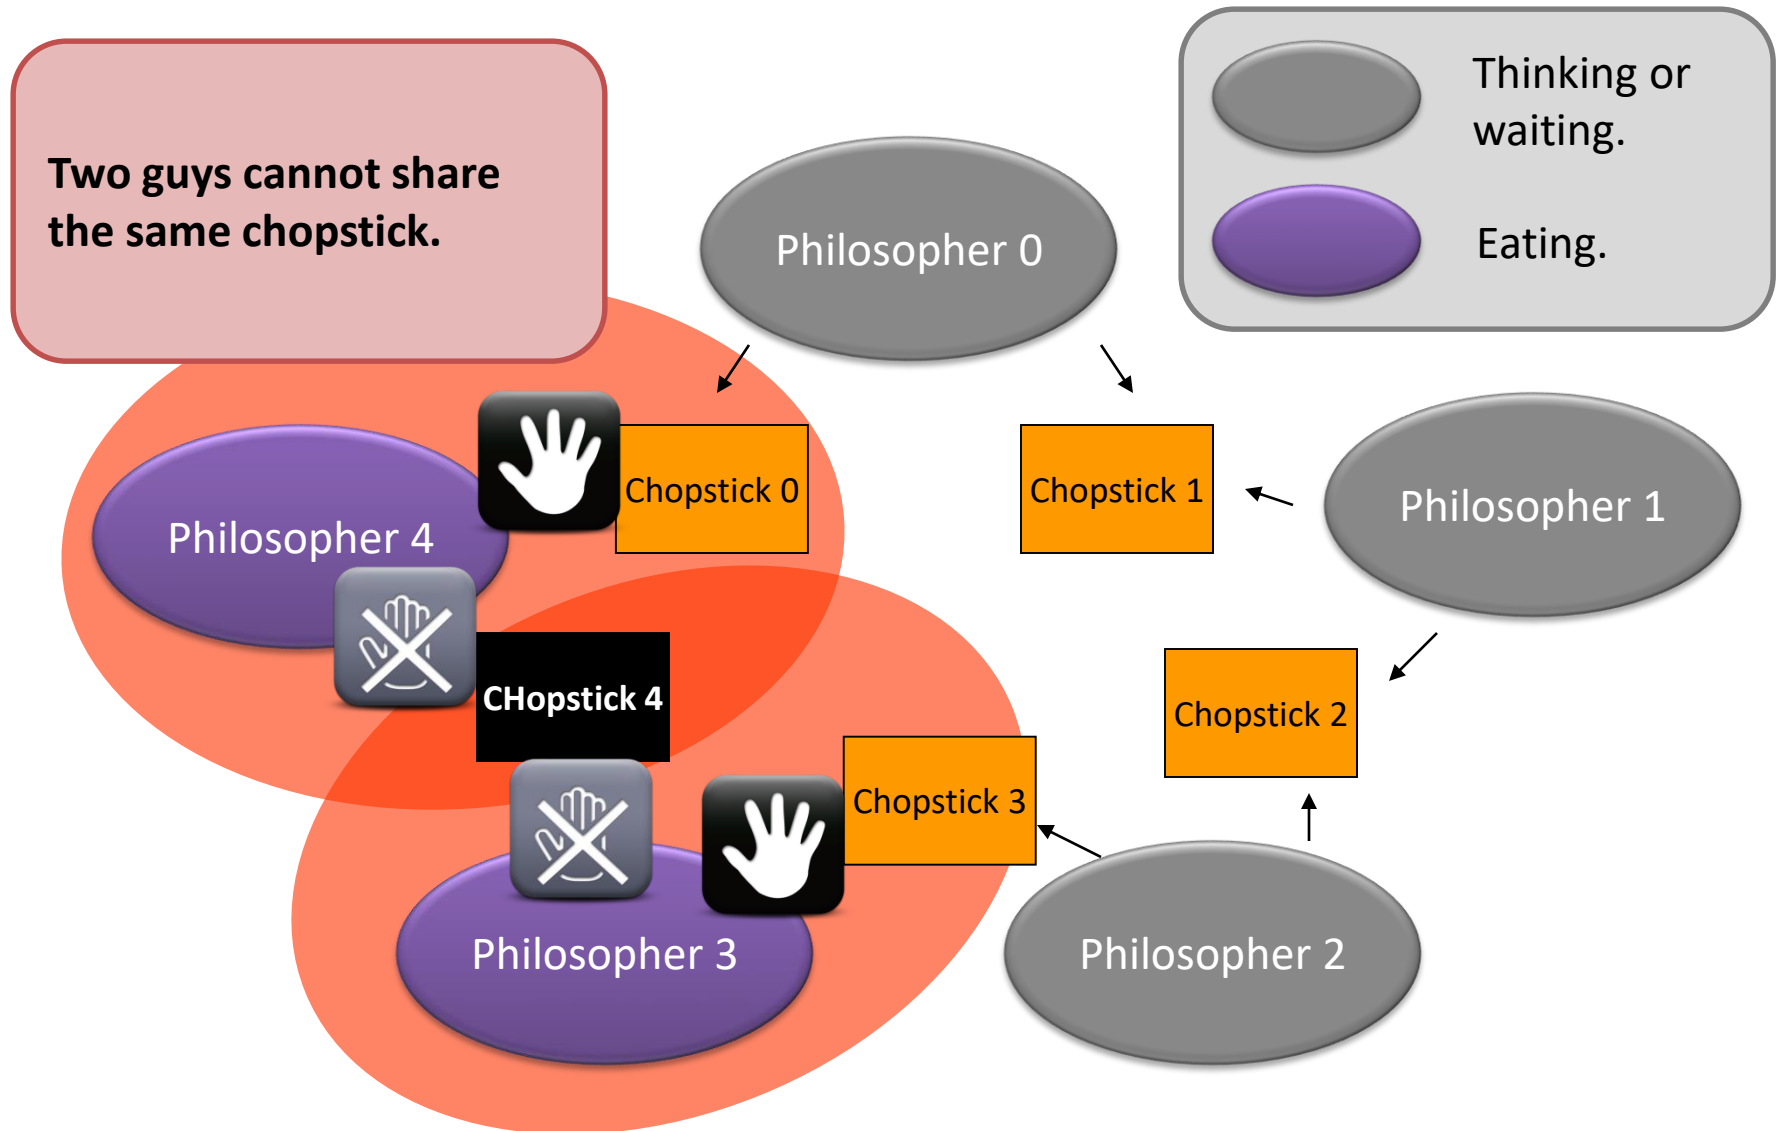 Two guys cannot share
the same chopstick.
Thinking or
waiting.
Eating.
Philosopher 0
Chopstick 0
Chopstick 1
Philosopher 1
Philosopher 4
CHopstick 4
Chopstick 2
Chopstick 3
Philosopher 3
Philosopher 2